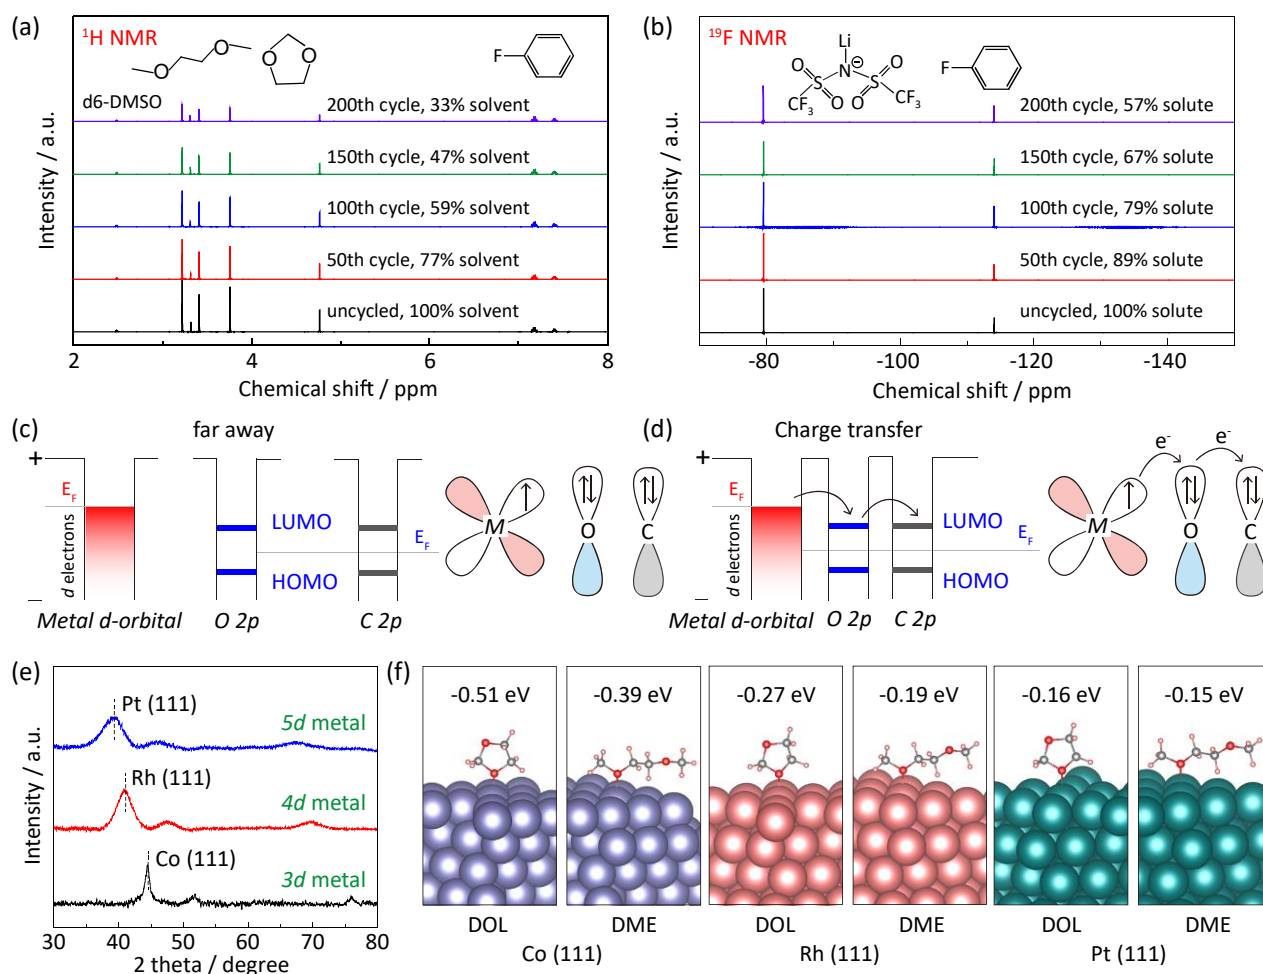 (a)
¹H NMR
O
O
O
O
F
d6-DMSO
200th cycle, 33% solvent
150th cycle, 47% solvent
100th cycle, 59% solvent
50th cycle, 77% solvent
uncycled, 100% solvent
Intensity / a.u.
2 4 6 8
Chemical shift / ppm
(b)
¹⁹F NMR
Li
O N⊖ O
S S
O O
CF₃ CF₃
F
200th cycle, 57% solute
150th cycle, 67% solute
100th cycle, 79% solute
50th cycle, 89% solute
uncycled, 100% solute
Intensity / a.u.
-80 -100 -120 -140
Chemical shift / ppm
(c)
far away
+
E_F
d electrons
LUMO
E_F
HOMO
_
Metal d-orbital O 2p C 2p
M O C
(d)
Charge transfer
e⁻ e⁻
+
E_F
d electrons
LUMO
E_F
HOMO
_
Metal d-orbital O 2p C 2p
M O C
(e)
Pt (111)
5d metal
Rh (111)
4d metal
Co (111)
3d metal
Intensity / a.u.
30 40 50 60 70 80
2 theta / degree
(f)
-0.51 eV -0.39 eV -0.27 eV -0.19 eV -0.16 eV -0.15 eV
DOL DME DOL DME DOL DME
Co (111) Rh (111) Pt (111)